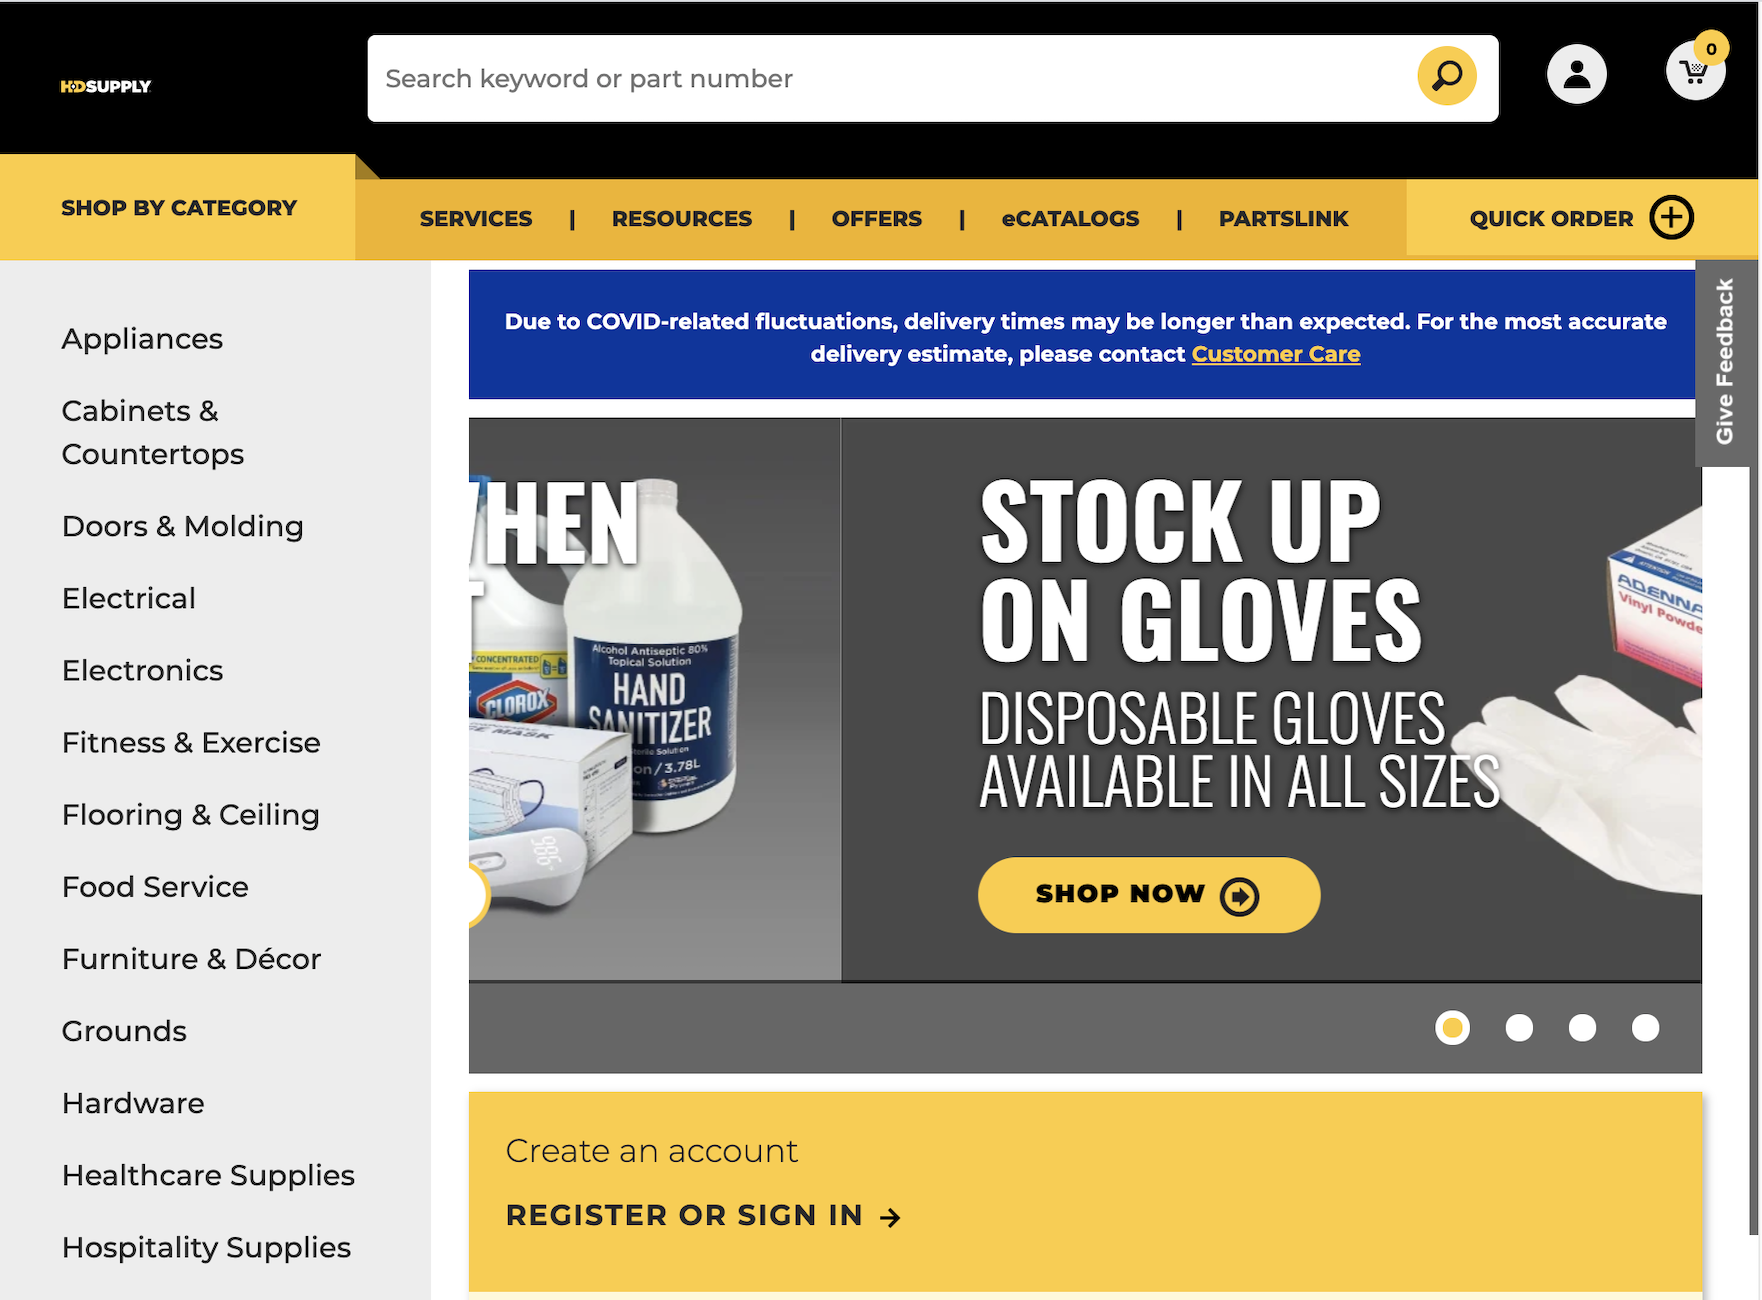 HDSUPPLY
Search keyword or part number
0
SHOP BY CATEGORY
SERVICES | RESOURCES | OFFERS | eCATALOGS | PARTSLINK
QUICK ORDER
Appliances
Cabinets &
Countertops
Doors & Molding
Electrical
Electronics
Fitness & Exercise
Flooring & Ceiling
Food Service
Furniture & Décor
Grounds
Hardware
Healthcare Supplies
Hospitality Supplies
Due to COVID-related fluctuations, delivery times may be longer than expected. For the most accurate
delivery estimate, please contact Customer Care
Give Feedback
HEN
CONCENTRATED
CLOROX
Alcohol Antiseptic 80%
Topical Solution
HAND
SANITIZER
on/3.78L
MASK
986
STOCK UP
ON GLOVES
DISPOSABLE GLOVES
AVAILABLE IN ALL SIZES
SHOP NOW
ADENNA
Vinyl Powde
Create an account
REGISTER OR SIGN IN →